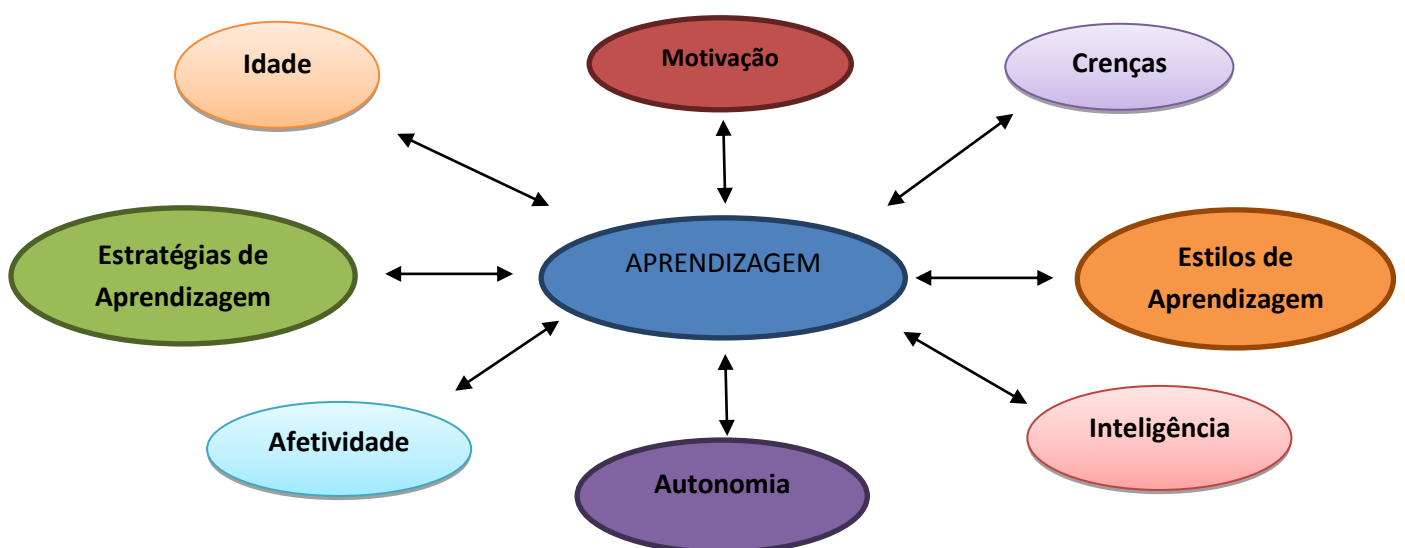 Idade
Motivação
Crenças
Estratégias de
Aprendizagem
APRENDIZAGEM
Estilos de
Aprendizagem
Afetividade
Autonomia
Inteligência